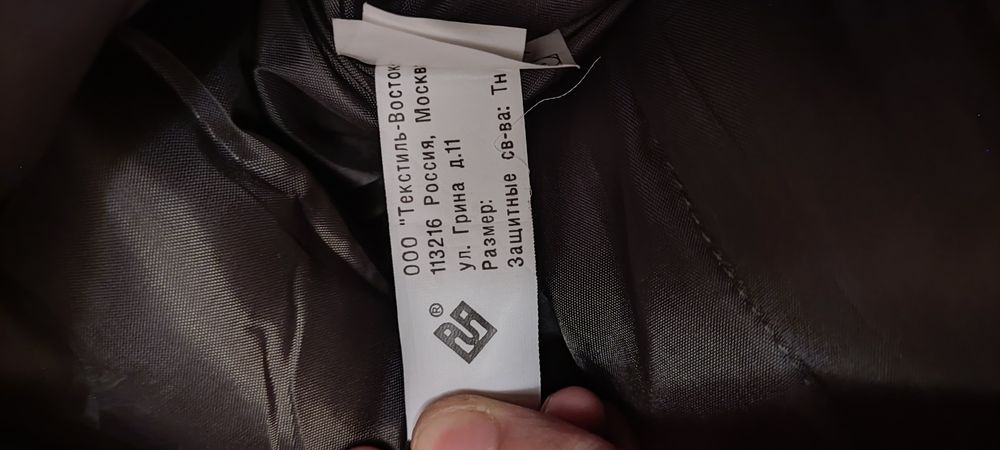 ®
ООО "Текстиль-Восток
113216 Россия, Москв
ул. Грина д.11
Размер:
Защитные св-ва: Тн